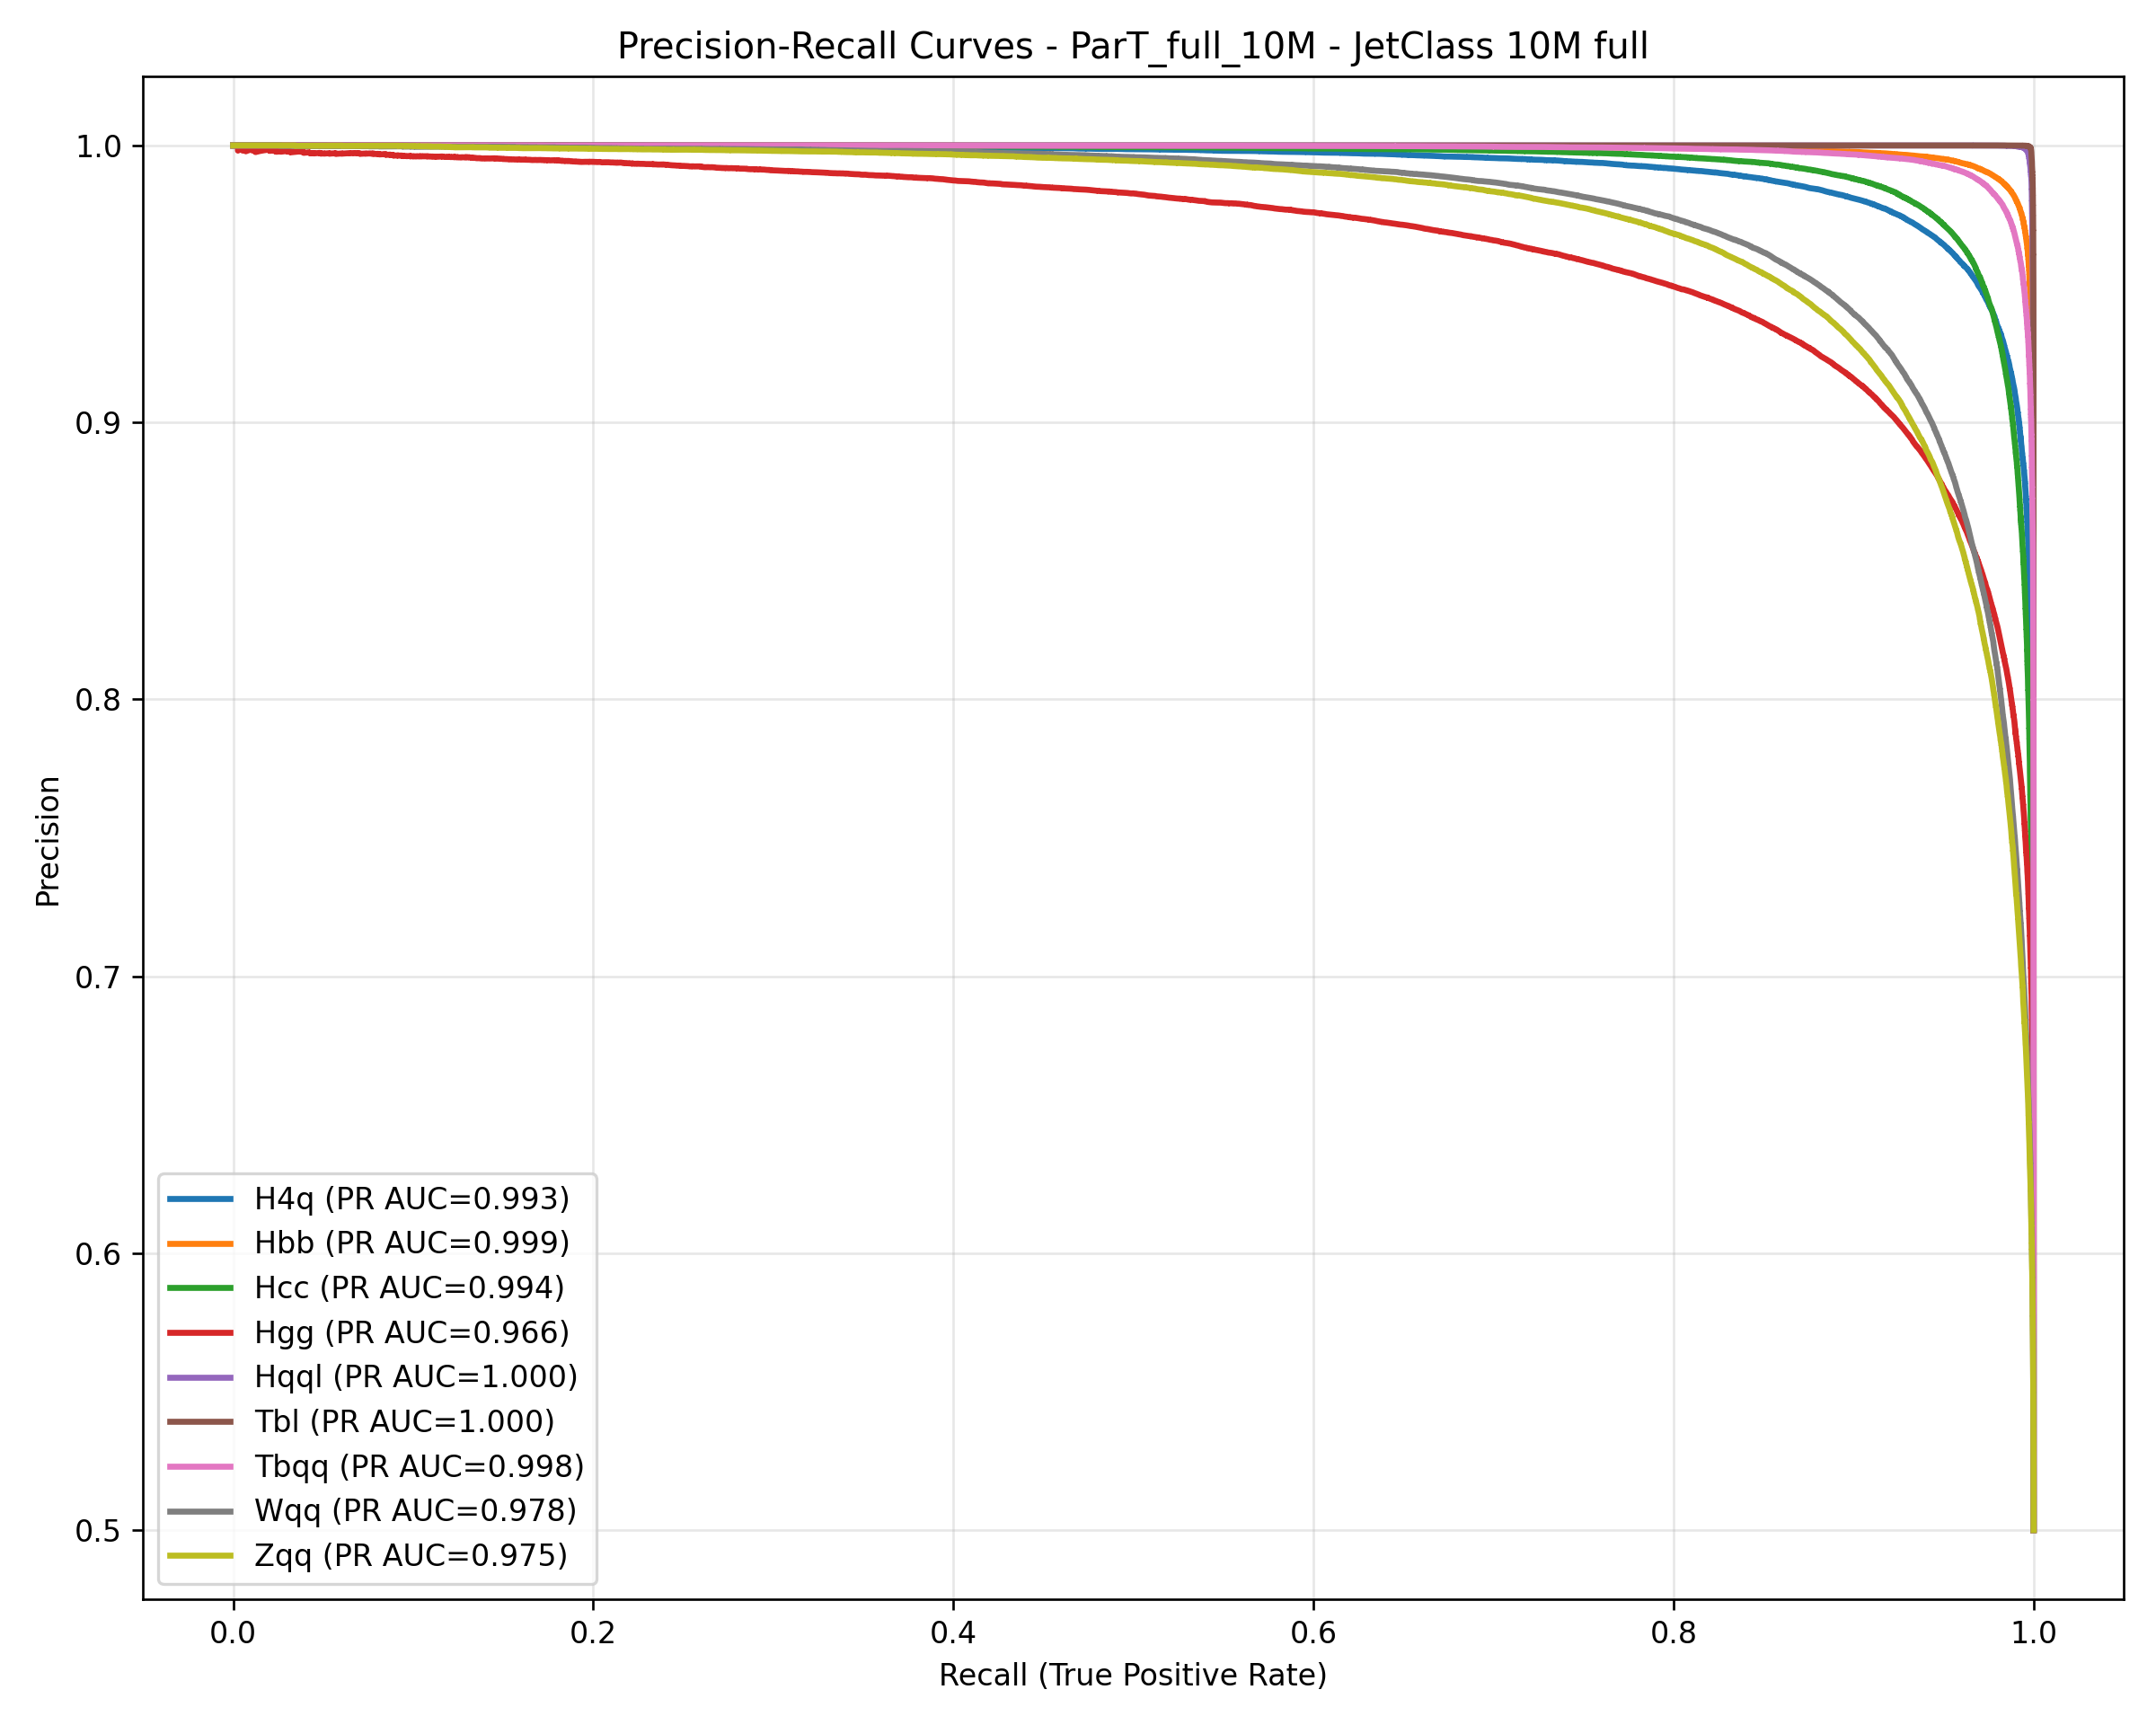 Precision-Recall Curves - ParT_full_10M - JetClass 10M full
1.0
0.9
0.8
0.7
0.6
0.5
Precision
H4q (PR AUC=0.993)
Hbb (PR AUC=0.999)
Hcc (PR AUC=0.994)
Hgg (PR AUC=0.966)
Hqql (PR AUC=1.000)
Tbl (PR AUC=1.000)
Tbqq (PR AUC=0.998)
Wqq (PR AUC=0.978)
Zqq (PR AUC=0.975)
0.0 0.2 0.4 0.6 0.8 1.0
Recall (True Positive Rate)